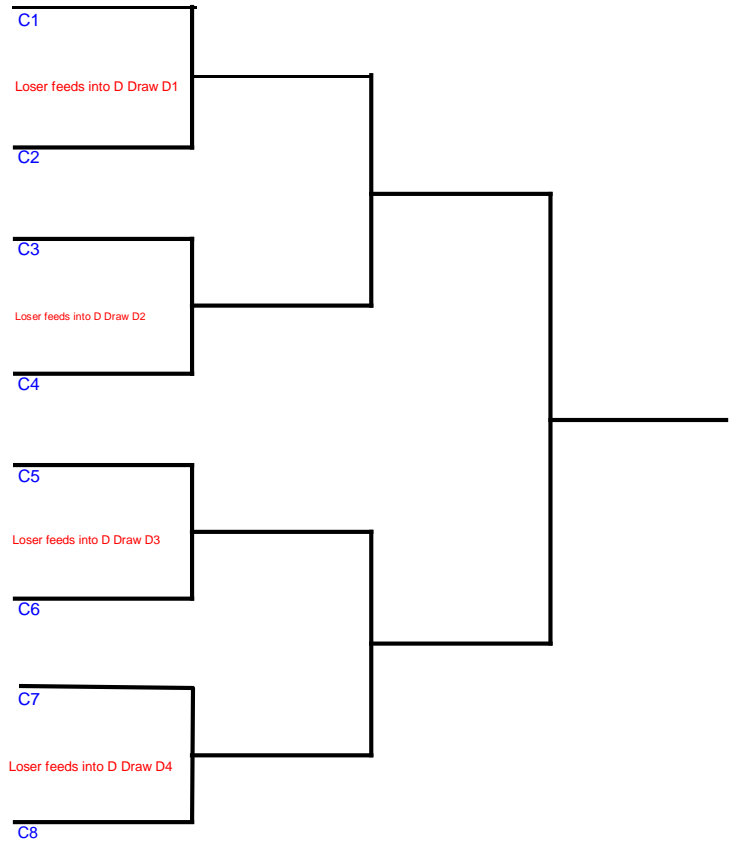 C1
Loser feeds into D Draw D1
C2
C3
Loser feeds into D Draw D2
C4
C5
Loser feeds into D Draw D3
C6
C7
Loser feeds into D Draw D4
C8